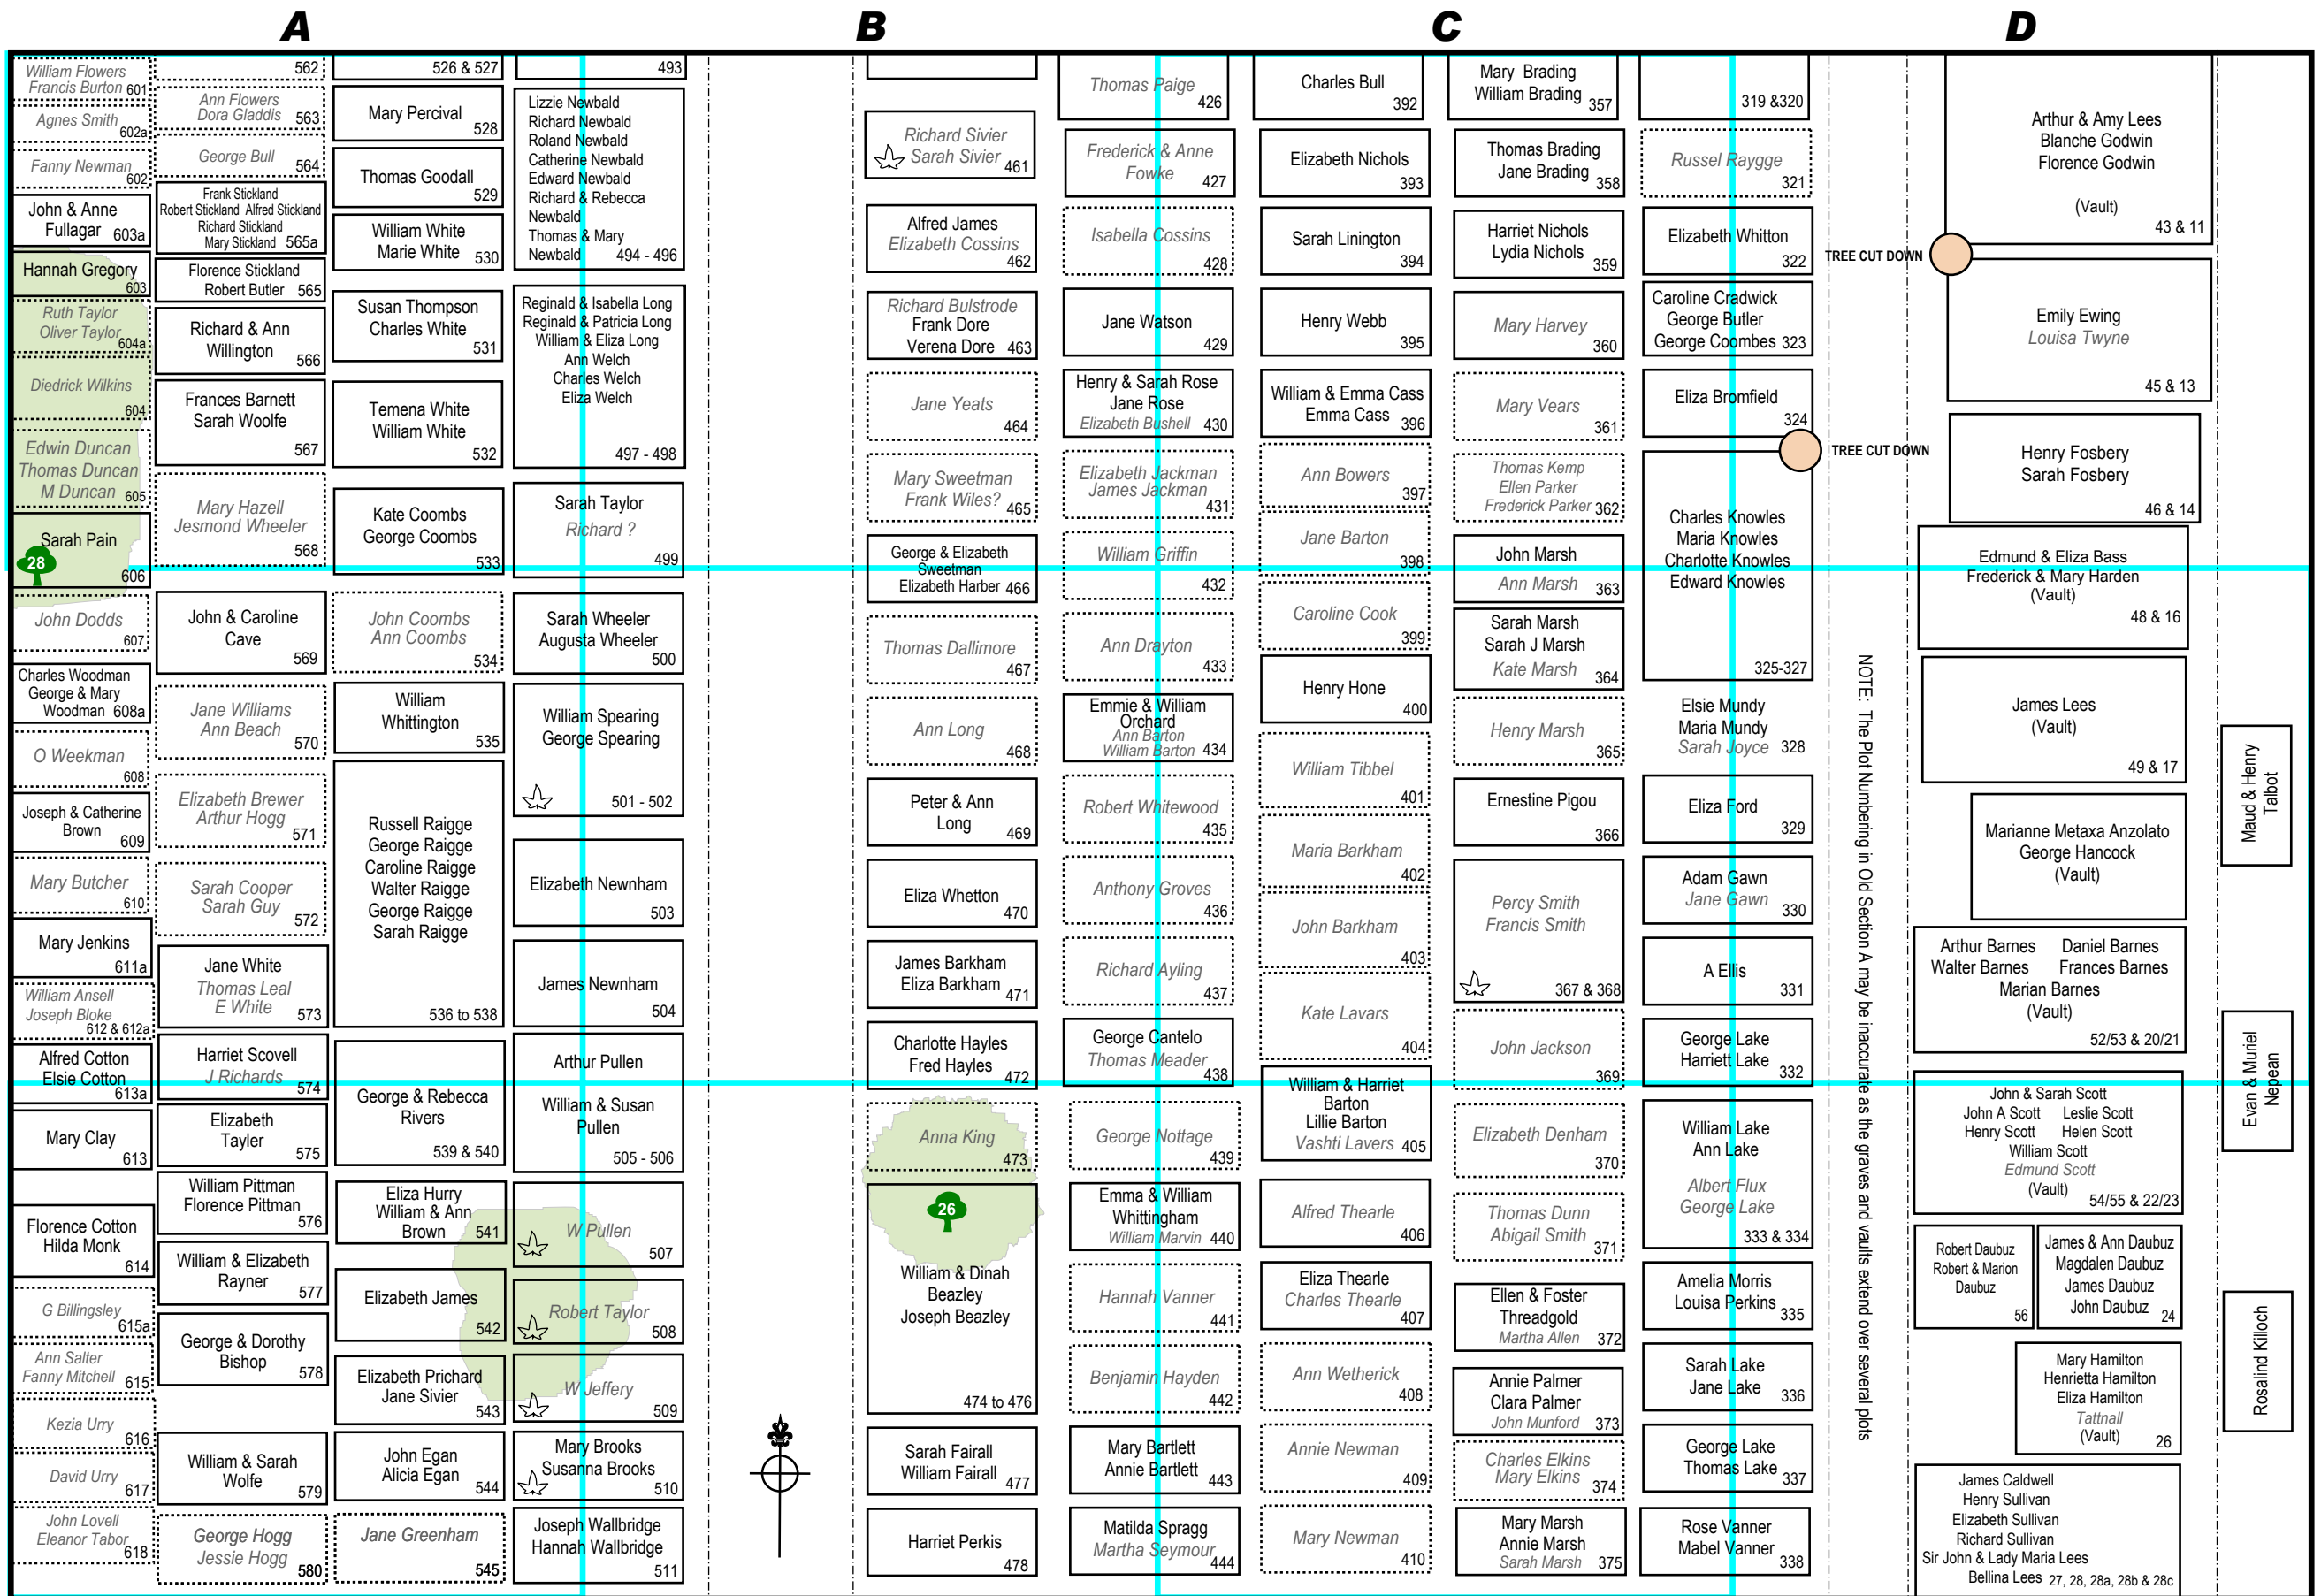 A
B
C
D
William Flowers
Francis Burton 601
Agnes Smith
602a
Fanny Newman
602
John & Anne
Fullagar 603a
Hannah Gregory
603
Ruth Taylor
Oliver Taylor
604a
Diedrick Wilkins
604
Edwin Duncan
Thomas Duncan
M Duncan 605
Sarah Pain
28
606
John Dodds
607
Charles Woodman
George & Mary
Woodman 608a
O Weekman
608
Joseph & Catherine
Brown
609
Mary Butcher
610
Mary Jenkins
611a
William Ansell
Joseph Bloke
612 & 612a
Alfred Cotton
Elsie Cotton
613a
Mary Clay
613
Florence Cotton
Hilda Monk
614
G Billingsley
615a
Ann Salter
Fanny Mitchell 615
Kezia Urry
616
David Urry
617
John Lovell
Eleanor Tabor
618
562
Ann Flowers
Dora Gladdis 563
George Bull
564
Frank Stickland
Robert Stickland Alfred Stickland
Richard Stickland
Mary Stickland 565a
Florence Stickland
Robert Butler 565
Richard & Ann
Willington
566
Frances Barnett
Sarah Woolfe
567
Mary Hazell
Jesmond Wheeler
568
John & Caroline
Cave
569
Jane Williams
Ann Beach
570
Elizabeth Brewer
Arthur Hogg
571
Sarah Cooper
Sarah Guy
572
Jane White
Thomas Leal
E White 573
Harriet Scovell
J Richards
574
Elizabeth
Tayler
575
William Pittman
Florence Pittman
576
William & Elizabeth
Rayner
577
George & Dorothy
Bishop
578
William & Sarah
Wolfe
579
George Hogg
Jessie Hogg
580
526 & 527
Mary Percival
528
Thomas Goodall
529
William White
Marie White
530
Susan Thompson
Charles White
531
Temena White
William White
532
Kate Coombs
George Coombs
533
John Coombs
Ann Coombs
534
William
Whittington
535
Russell Raigge
George Raigge
Caroline Raigge
Walter Raigge
George Raigge
Sarah Raigge
536 to 538
George & Rebecca
Rivers
539 & 540
Eliza Hurry
William & Ann
Brown 541
Elizabeth James
542
Elizabeth Prichard
Jane Sivier
543
John Egan
Alicia Egan
544
Jane Greenham
545
493
Lizzie Newbald
Richard Newbald
Roland Newbald
Catherine Newbald
Edward Newbald
Richard & Rebecca
Newbald
Thomas & Mary
Newbald 494 - 496
Reginald & Isabella Long
Reginald & Patricia Long
William & Eliza Long
Ann Welch
Charles Welch
Eliza Welch
497 - 498
Sarah Taylor
Richard ?
499
Sarah Wheeler
Augusta Wheeler
500
William Spearing
George Spearing
501 - 502
Elizabeth Newnham
503
James Newnham
504
Arthur Pullen
William & Susan
Pullen
505 - 506
W Pullen
507
Robert Taylor
508
W Jeffery
509
Mary Brooks
Susanna Brooks
510
Joseph Wallbridge
Hannah Wallbridge
511
Richard Sivier
Sarah Sivier
461
Alfred James
Elizabeth Cossins
462
Richard Bulstrode
Frank Dore
Verena Dore 463
Jane Yeats
464
Mary Sweetman
Frank Wiles?
465
George & Elizabeth
Sweetman
Elizabeth Harber 466
Thomas Dallimore
467
Ann Long
468
Peter & Ann
Long
469
Eliza Whetton
470
James Barkham
Eliza Barkham
471
Charlotte Hayles
Fred Hayles
472
Anna King
473
26
William & Dinah
Beazley
Joseph Beazley
474 to 476
Sarah Fairall
William Fairall
477
Harriet Perkis
478
Thomas Paige
426
Frederick & Anne
Fowke
427
Isabella Cossins
428
Jane Watson
429
Henry & Sarah Rose
Jane Rose
Elizabeth Bushell 430
Elizabeth Jackman
James Jackman
431
William Griffin
432
Ann Drayton
433
Emmie & William
Orchard
Ann Barton
William Barton 434
Robert Whitewood
435
Anthony Groves
436
Richard Ayling
437
George Cantelo
Thomas Meader
438
George Nottage
439
Emma & William
Whittingham
William Marvin 440
Hannah Vanner
441
Benjamin Hayden
442
Mary Bartlett
Annie Bartlett
443
Matilda Spragg
Martha Seymour
444
Charles Bull
392
Elizabeth Nichols
393
Sarah Linington
394
Henry Webb
395
William & Emma Cass
Emma Cass
396
Ann Bowers
397
Jane Barton
398
Caroline Cook
399
Henry Hone
400
William Tibbel
401
Maria Barkham
402
John Barkham
403
Kate Lavars
404
William & Harriet
Barton
Lillie Barton
Vashti Lavers 405
Alfred Thearle
406
Eliza Thearle
Charles Thearle
407
Ann Wetherick
408
Annie Newman
409
Mary Newman
410
Mary Brading
William Brading 357
Thomas Brading
Jane Brading
358
Harriet Nichols
Lydia Nichols
359
Mary Harvey
360
Mary Vears
361
Thomas Kemp
Ellen Parker
Frederick Parker 362
John Marsh
Ann Marsh
363
Sarah Marsh
Sarah J Marsh
Kate Marsh 364
Henry Marsh
365
Ernestine Pigou
366
Percy Smith
Francis Smith
367 & 368
John Jackson
369
Elizabeth Denham
370
Thomas Dunn
Abigail Smith
371
Ellen & Foster
Threadgold
Martha Allen 372
Annie Palmer
Clara Palmer
John Munford 373
Charles Elkins
Mary Elkins
374
Mary Marsh
Annie Marsh
Sarah Marsh 375
319 &320
Russel Raygge
321
Elizabeth Whitton
322
Caroline Cradwick
George Butler
George Coombes 323
Eliza Bromfield
324
Charles Knowles
Maria Knowles
Charlotte Knowles
Edward Knowles
325-327
Elsie Mundy
Maria Mundy
Sarah Joyce 328
Eliza Ford
329
Adam Gawn
Jane Gawn
330
A Ellis
331
George Lake
Harriett Lake
332
William Lake
Ann Lake
Albert Flux
George Lake
333 & 334
Amelia Morris
Louisa Perkins
335
Sarah Lake
Jane Lake
336
George Lake
Thomas Lake
337
Rose Vanner
Mabel Vanner
338
TREE CUT DOWN
TREE CUT DOWN
NOTE: The Plot Numbering in Old Section A may be inaccurate as the graves and vaults extend over several plots
Arthur & Amy Lees
Blanche Godwin
Florence Godwin
(Vault)
43 & 11
Emily Ewing
Louisa Twyne
45 & 13
Henry Fosbery
Sarah Fosbery
46 & 14
Edmund & Eliza Bass
Frederick & Mary Harden
(Vault)
48 & 16
James Lees
(Vault)
49 & 17
Marianne Metaxa Anzolato
George Hancock
(Vault)
Arthur Barnes Daniel Barnes
Walter Barnes Frances Barnes
Marian Barnes
(Vault)
52/53 & 20/21
John & Sarah Scott
John A Scott Leslie Scott
Henry Scott Helen Scott
William Scott
Edmund Scott
(Vault)
54/55 & 22/23
Robert Daubuz
Robert & Marion
Daubuz
56
James & Ann Daubuz
Magdalen Daubuz
James Daubuz
John Daubuz
24
Mary Hamilton
Henrietta Hamilton
Eliza Hamilton
Tattnall
(Vault)
26
James Caldwell
Henry Sullivan
Elizabeth Sullivan
Richard Sullivan
Sir John & Lady Maria Lees
Bellina Lees 27, 28, 28a, 28b & 28c
Maud & Henry
Talbot
Evan & Muriel
Nepean
Rosalind Killoch